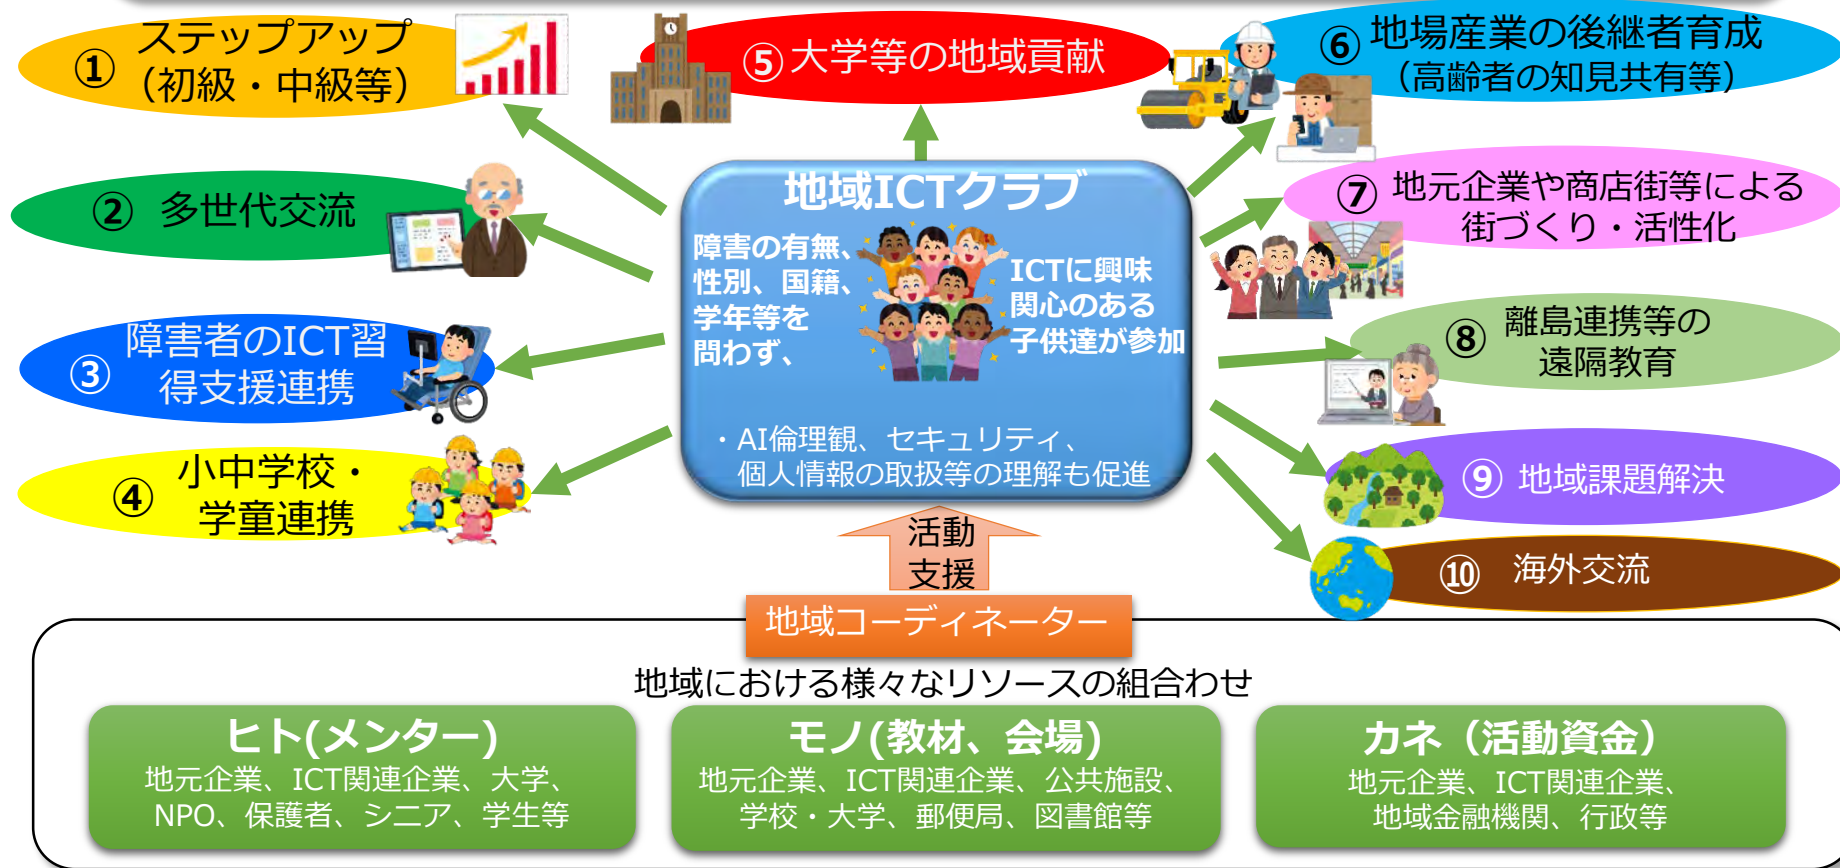 ① ステップアップ
（初級・中級等）
② 多世代交流
③ 障害者のICT習
得支援連携
④ 小中学校・
学童連携
⑤ 大学等の地域貢献
⑥ 地場産業の後継者育成
（高齢者の知見共有等）
⑦ 地元企業や商店街等による
街づくり・活性化
⑧ 離島連携等の
遠隔教育
⑨ 地域課題解決
⑩ 海外交流
地域ICTクラブ
障害の有無、
性別、国籍、
学年等を
問わず、
ICTに興味
関心のある
子供達が参加
・AI倫理観、セキュリティ、
個人情報の取扱等の理解も促進
活動
支援
地域コーディネーター
地域における様々なリソースの組合わせ
ヒト(メンター)
地元企業、ICT関連企業、大学、
NPO、保護者、シニア、学生等
モノ(教材、会場)
地元企業、ICT関連企業、公共施設、
学校・大学、郵便局、図書館等
カネ（活動資金）
地元企業、ICT関連企業、
地域金融機関、行政等